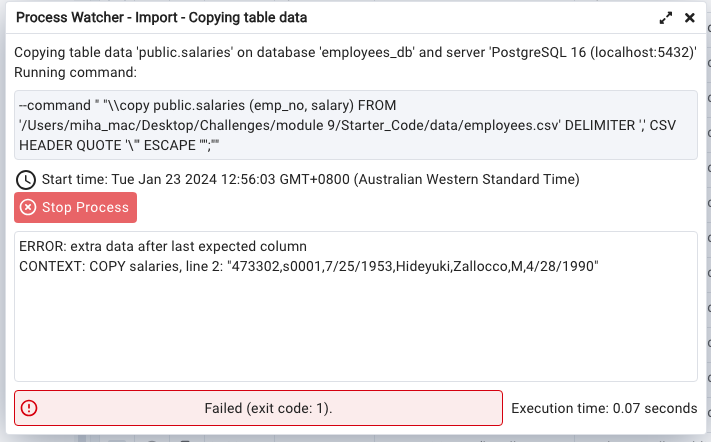 Process Watcher - Import - Copying table data
Copying table data 'public.salaries' on database 'employees_db' and server 'PostgreSQL 16 (localhost:5432)'
Running command:
--command " "\\copy public.salaries (emp_no, salary) FROM
'/Users/miha_mac/Desktop/Challenges/module 9/Starter_Code/data/employees.csv' DELIMITER ',' CSV
HEADER QUOTE '\"' ESCAPE '''';""
Start time: Tue Jan 23 2024 12:56:03 GMT+0800 (Australian Western Standard Time)
Stop Process
ERROR: extra data after last expected column
CONTEXT: COPY salaries, line 2: "473302,s0001,7/25/1953,Hideyuki,Zallocco,M,4/28/1990"
Failed (exit code: 1).
Execution time: 0.07 seconds